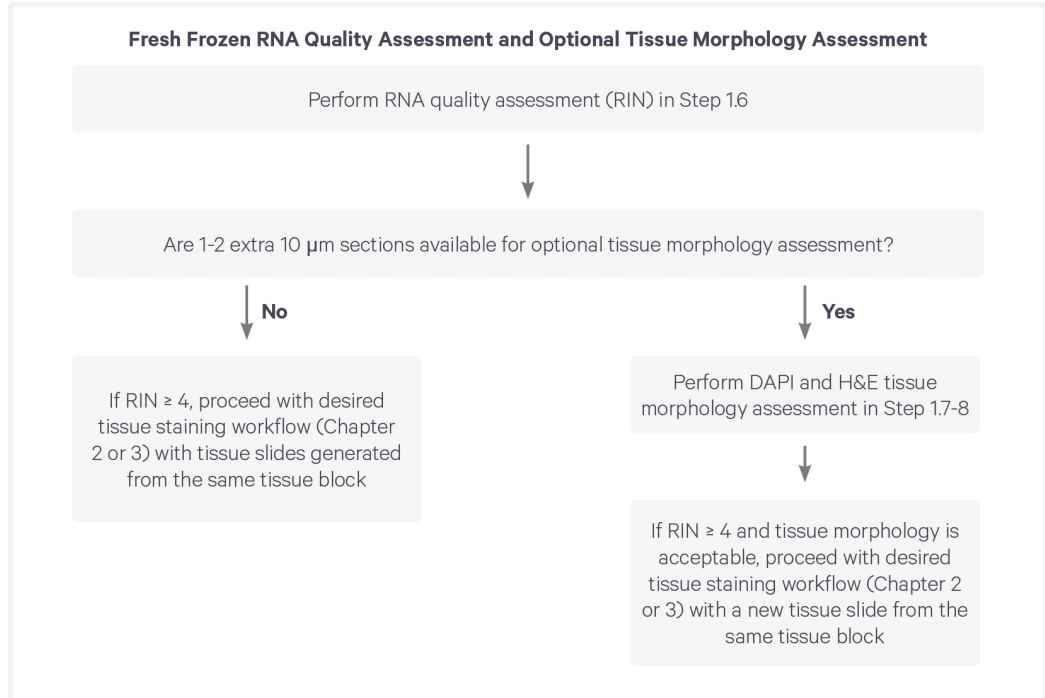 Fresh Frozen RNA Quality Assessment and Optional Tissue Morphology Assessment
Perform RNA quality assessment (RIN) in Step 1.6
Are 1-2 extra 10 µm sections available for optional tissue morphology assessment?
No
Yes
If RIN ≥ 4, proceed with desired
tissue staining workflow (Chapter
2 or 3) with tissue slides generated
from the same tissue block
Perform DAPI and H&E tissue
morphology assessment in Step 1.7-8
If RIN ≥ 4 and tissue morphology is
acceptable, proceed with desired
tissue staining workflow (Chapter 2
or 3) with a new tissue slide from the
same tissue block